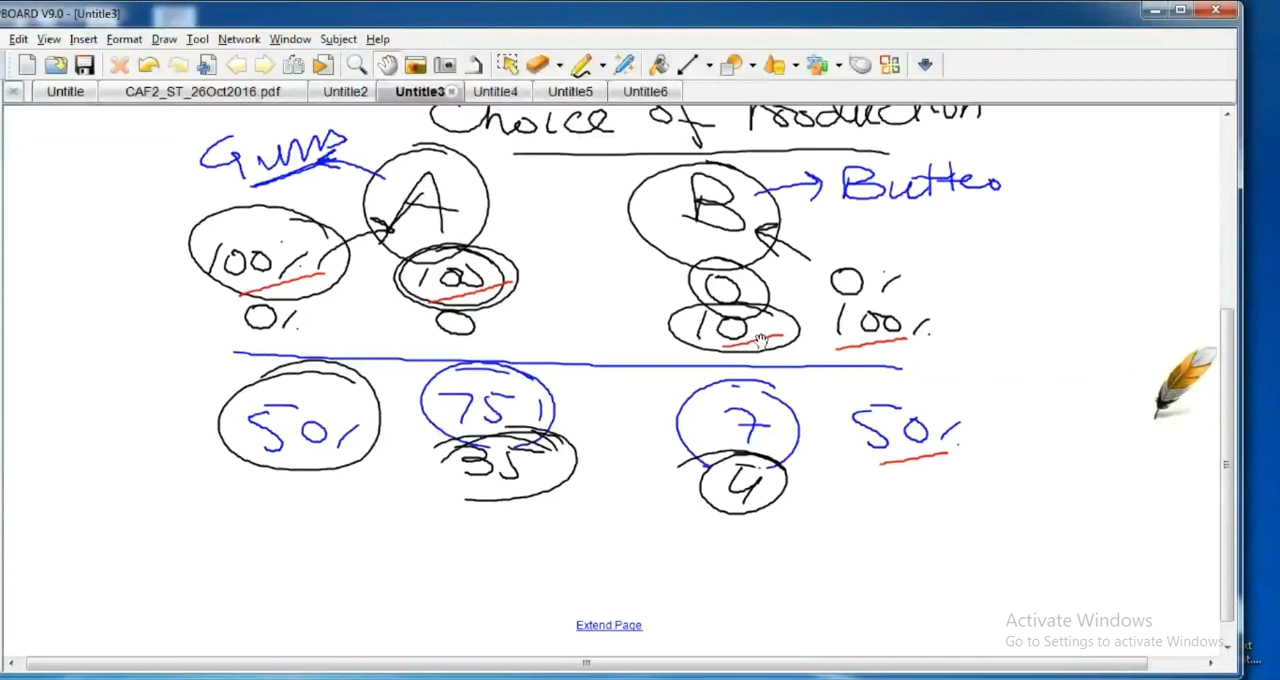 PBOARD V9.0 - [Untitle3]
Edit View Insert Format Draw Tool Network Window Subject Help
Untitle CAF2_ST_26Oct2016.pdf Untitle2 Untitle3 Untitle4 Untitle5 Untitle6
Choice of Production
Guns A B Butter
100% 100 0 0%
0% 0 10 100%
50% 75 7 50%
35 4
Extend Page
Activate Windows
Go to Settings to activate Windows.